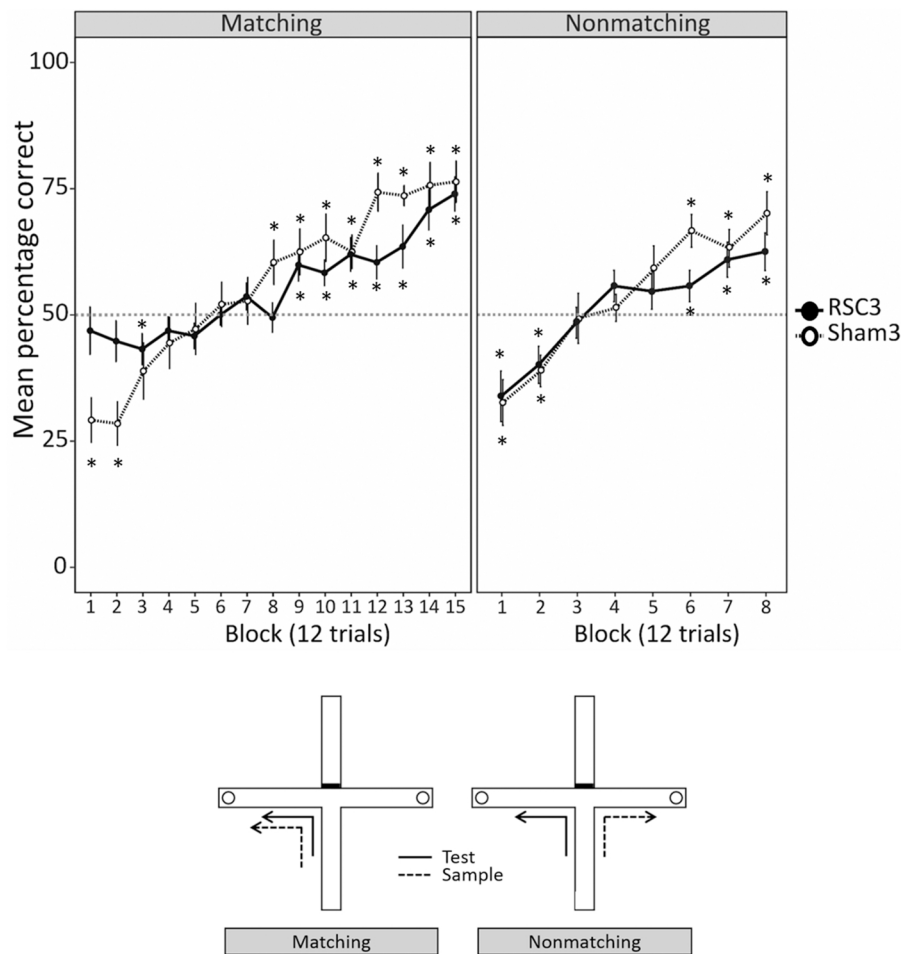 Matching
Nonmatching
Mean percentage correct
100
75
50
25
0
* * * * * * * * * * * * * * * * * *
* * * * * * * * *
1 2 3 4 5 6 7 8 9 10 11 12 13 14 15
1 2 3 4 5 6 7 8
Block (12 trials)
Block (12 trials)
RSC3
Sham3
Test
Sample
Matching
Nonmatching